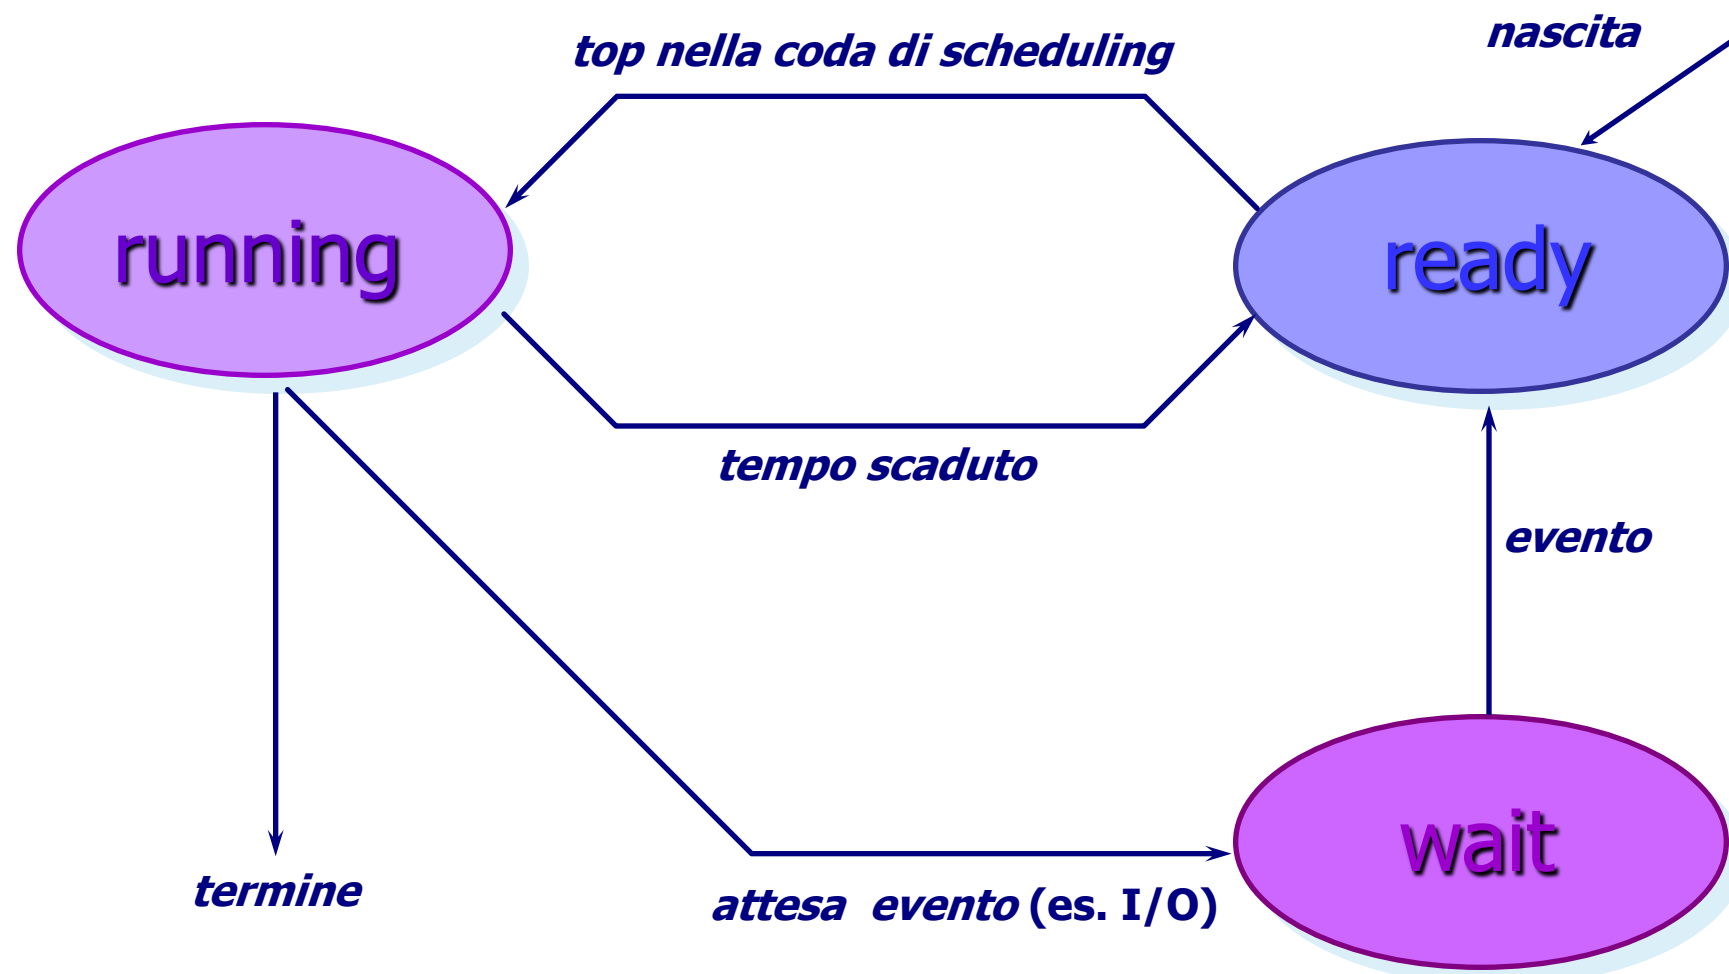 nascita
top nella coda di scheduling
running
ready
tempo scaduto
evento
wait
termine
attesa evento (es. I/O)